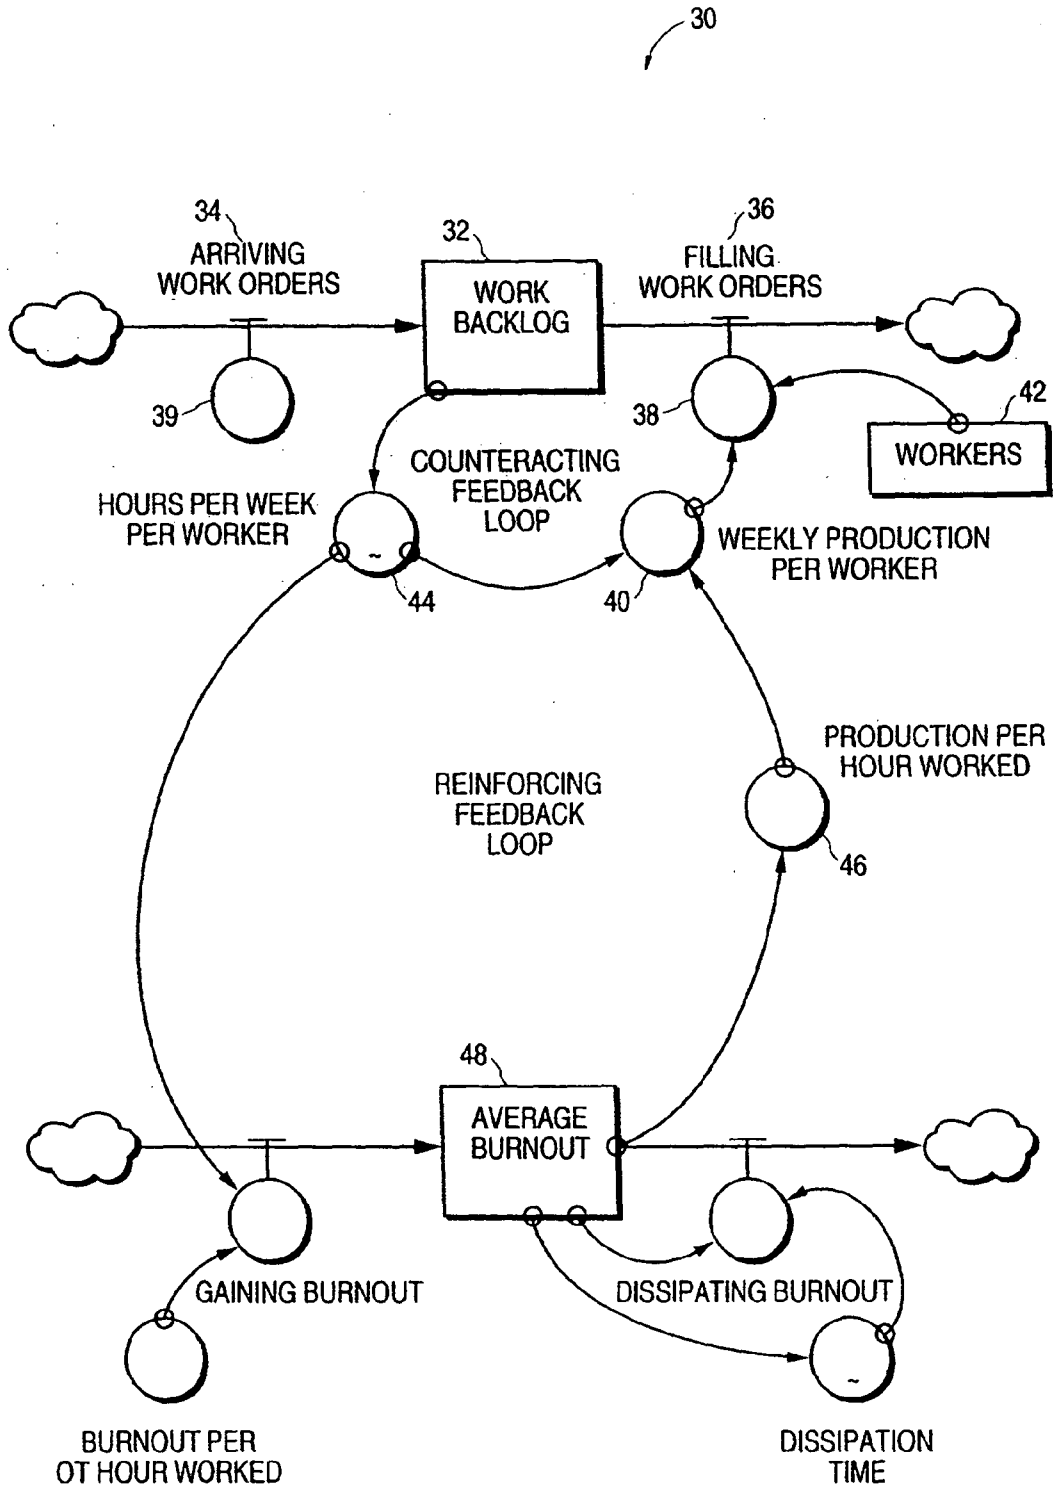 30
34
ARRIVING
WORK ORDERS
32
WORK
BACKLOG
36
FILLING
WORK ORDERS
39
38
42
WORKERS
COUNTERACTING
FEEDBACK
LOOP
HOURS PER WEEK
PER WORKER
~
44
40
WEEKLY PRODUCTION
PER WORKER
PRODUCTION PER
HOUR WORKED
46
REINFORCING
FEEDBACK
LOOP
48
AVERAGE
BURNOUT
GAINING BURNOUT
DISSIPATING BURNOUT
~
BURNOUT PER
OT HOUR WORKED
DISSIPATION
TIME